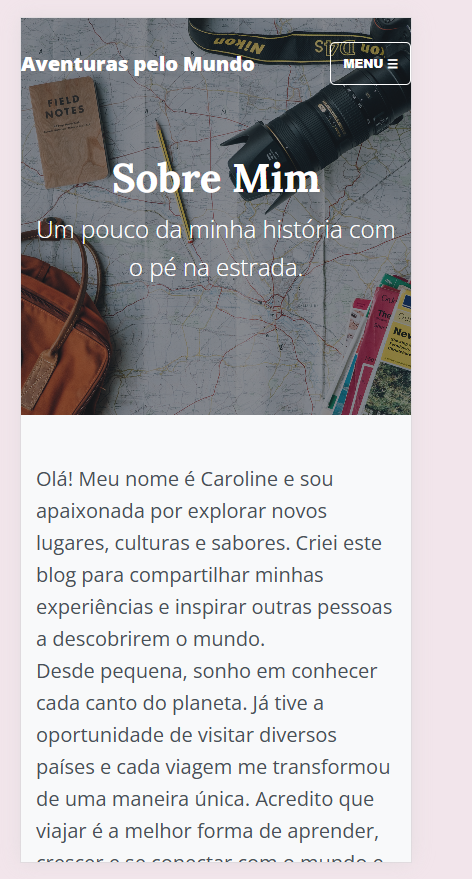 Nikon
D4S
Nikon
Aventuras pelo Mundo
MENU ☰
FIELD
NOTES
Sobre Mim
Um pouco da minha história com
o pé na estrada.
Olá! Meu nome é Caroline e sou
apaixonada por explorar novos
lugares, culturas e sabores. Criei este
blog para compartilhar minhas
experiências e inspirar outras pessoas
a descobrirem o mundo.
Desde pequena, sonho em conhecer
cada canto do planeta. Já tive a
oportunidade de visitar diversos
países e cada viagem me transformou
de uma maneira única. Acredito que
viajar é a melhor forma de aprender,
crescer e se conectar com o mundo e